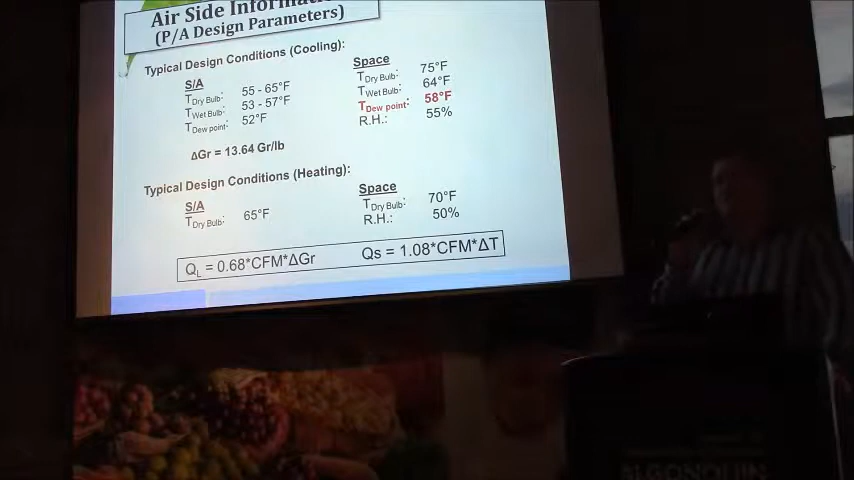 Air Side
(P/A Design Parameters)
Typical Design Conditions (Cooling):
S/A
T Dry Bulb: 55 - 65°F
T Wet Bulb: 53 - 57°F
T Dew point: 52°F
Space
T Dry Bulb: 75°F
T Wet Bulb: 64°F
T Dew point: 58°F
R.H.: 55%
ΔGr = 13.64 Gr/lb
Typical Design Conditions (Heating):
S/A
T Dry Bulb: 65°F
Space
T Dry Bulb: 70°F
R.H.: 50%
QL = 0.68*CFM*ΔGr Qs = 1.08*CFM*ΔT
ALGONQUIN